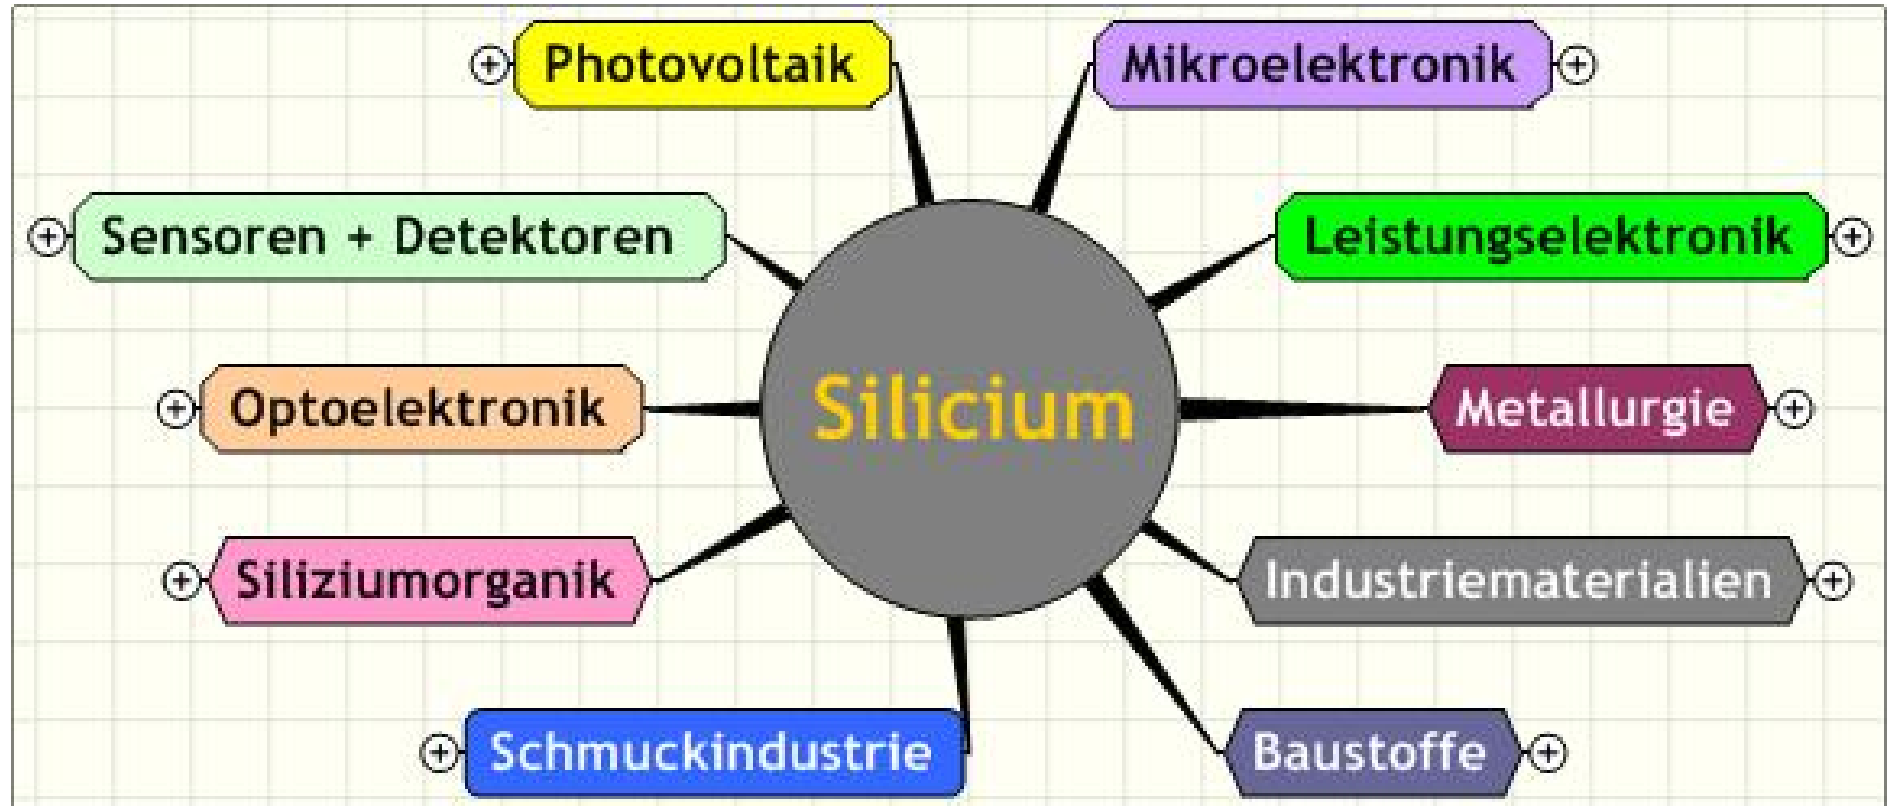 Photovoltaik
Mikroelektronik
Sensoren + Detektoren
Leistungselektronik
Optoelektronik
Silicium
Metallurgie
Siliziumorganik
Industriematerialien
Schmuckindustrie
Baustoffe